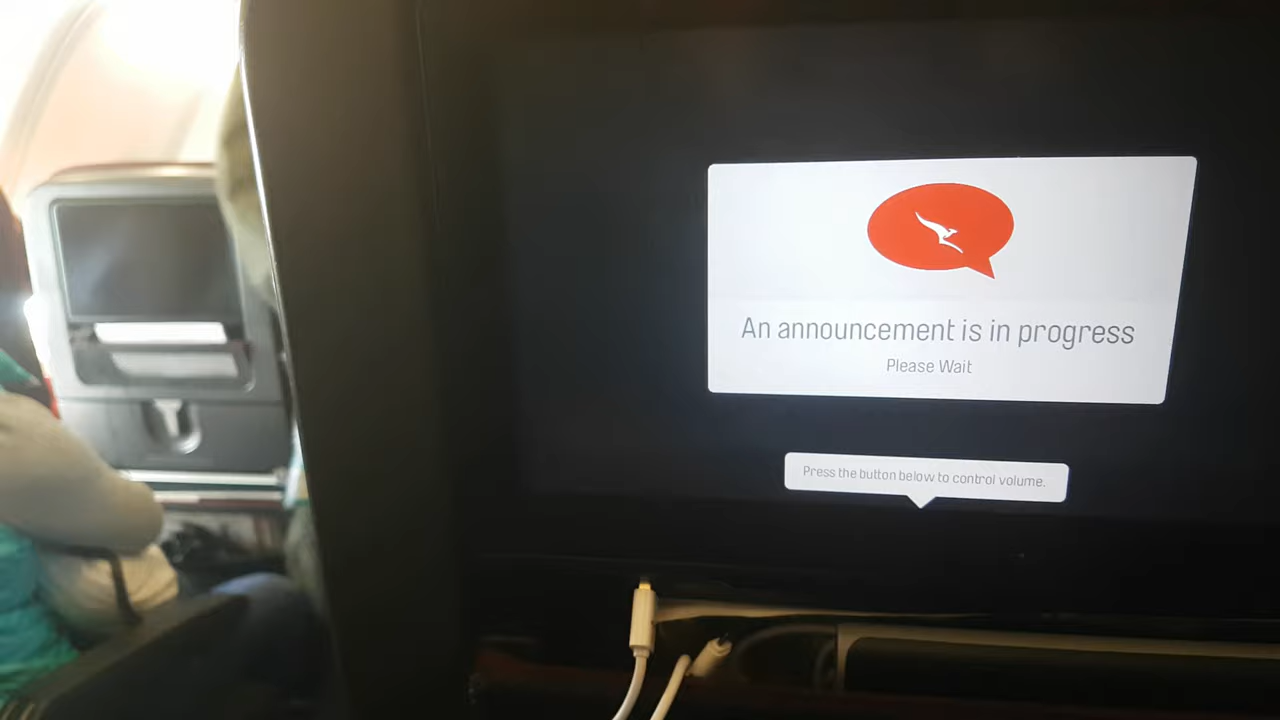 An announcement is in progress
Please Wait
Press the button below to control volume.